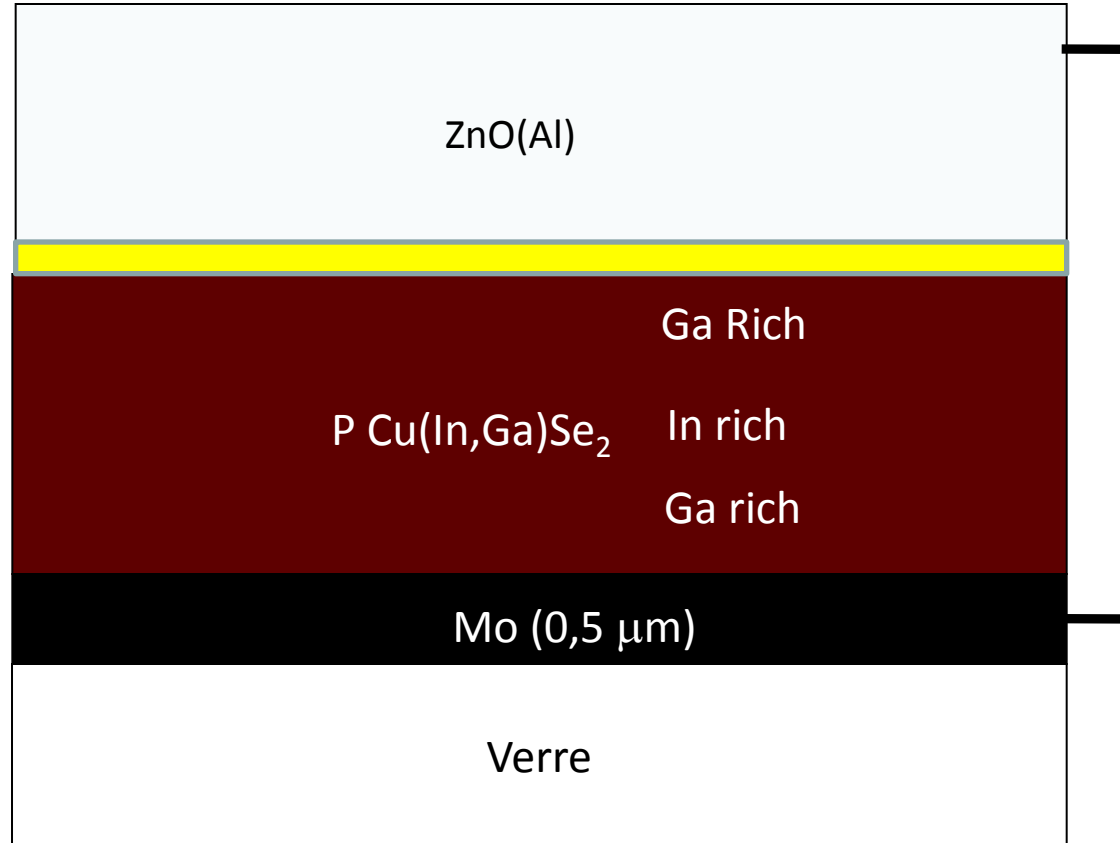 ZnO(Al)
Ga Rich
P Cu(In,Ga)Se₂ In rich
Ga rich
Mo (0,5 μm)
Verre